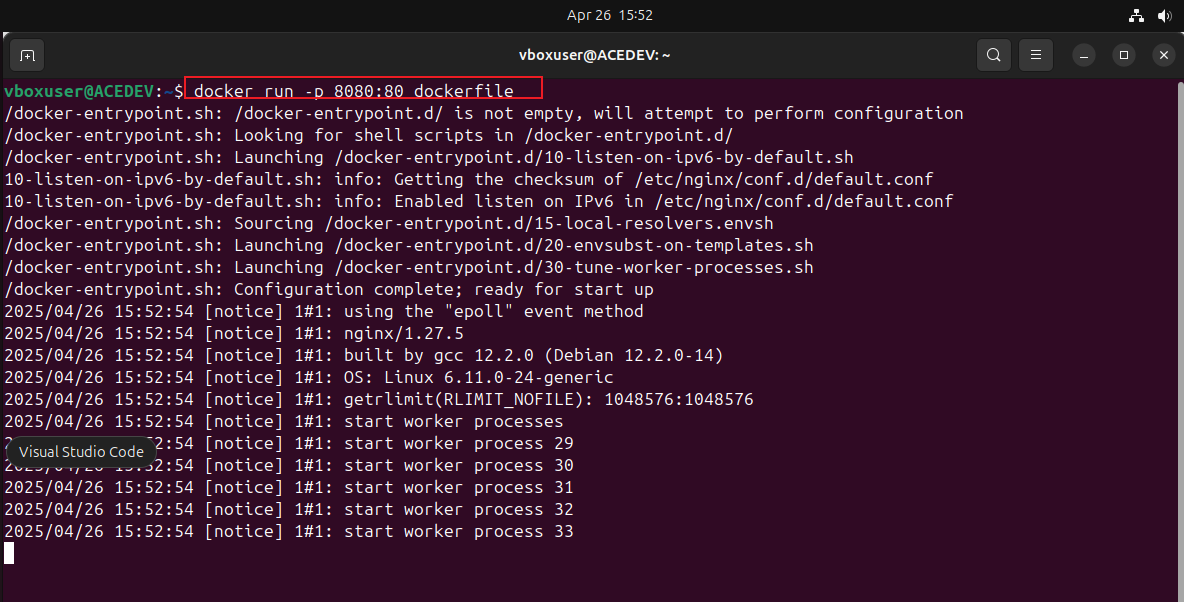 Apr 26 15:52
vboxuser@ACEDEV: ~
vboxuser@ACEDEV:~$ docker run -p 8080:80 dockerfile
/docker-entrypoint.sh: /docker-entrypoint.d/ is not empty, will attempt to perform configuration
/docker-entrypoint.sh: Looking for shell scripts in /docker-entrypoint.d/
/docker-entrypoint.sh: Launching /docker-entrypoint.d/10-listen-on-ipv6-by-default.sh
10-listen-on-ipv6-by-default.sh: info: Getting the checksum of /etc/nginx/conf.d/default.conf
10-listen-on-ipv6-by-default.sh: info: Enabled listen on IPv6 in /etc/nginx/conf.d/default.conf
/docker-entrypoint.sh: Sourcing /docker-entrypoint.d/15-local-resolvers.envsh
/docker-entrypoint.sh: Launching /docker-entrypoint.d/20-envsubst-on-templates.sh
/docker-entrypoint.sh: Launching /docker-entrypoint.d/30-tune-worker-processes.sh
/docker-entrypoint.sh: Configuration complete; ready for start up
2025/04/26 15:52:54 [notice] 1#1: using the "epoll" event method
2025/04/26 15:52:54 [notice] 1#1: nginx/1.27.5
2025/04/26 15:52:54 [notice] 1#1: built by gcc 12.2.0 (Debian 12.2.0-14)
2025/04/26 15:52:54 [notice] 1#1: OS: Linux 6.11.0-24-generic
2025/04/26 15:52:54 [notice] 1#1: getrlimit(RLIMIT_NOFILE): 1048576:1048576
2025/04/26 15:52:54 [notice] 1#1: start worker processes
2:54 [notice] 1#1: start worker process 29
Visual Studio Code
2:54 [notice] 1#1: start worker process 30
2025/04/26 15:52:54 [notice] 1#1: start worker process 31
2025/04/26 15:52:54 [notice] 1#1: start worker process 32
2025/04/26 15:52:54 [notice] 1#1: start worker process 33